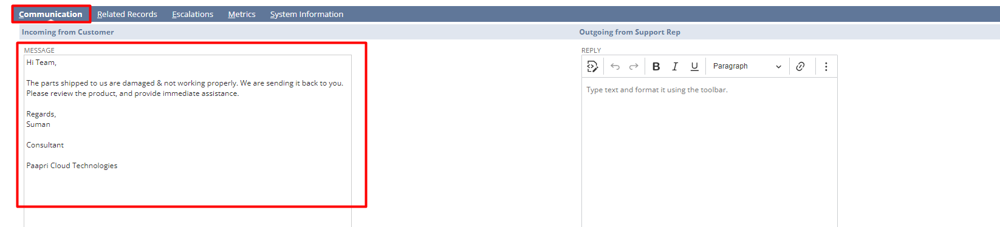 Communication Related Records Escalations Metrics System Information
Incoming from Customer
MESSAGE
Hi Team,
The parts shipped to us are damaged & not working properly. We are sending it back to you.
Please review the product, and provide immediate assistance.
Regards,
Suman
Consultant
Paapri Cloud Technologies
Outgoing from Support Rep
REPLY
B I U Paragraph
Type text and format it using the toolbar.